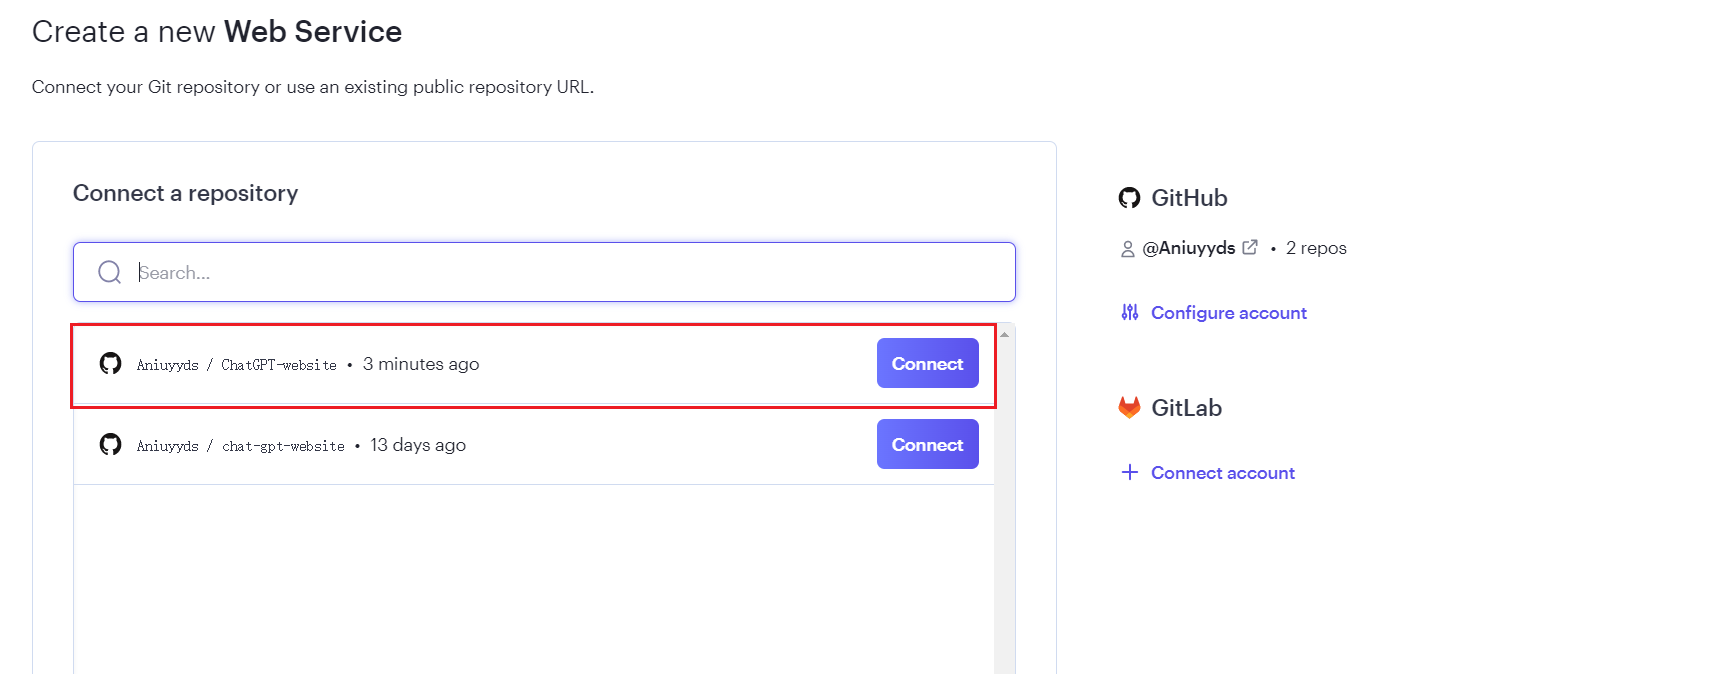 Create a new Web Service
Connect your Git repository or use an existing public repository URL.
Connect a repository
Search...
Aniuyyds / ChatGPT-website • 3 minutes ago
Connect
Aniuyyds / chat-gpt-website • 13 days ago
Connect
GitHub
@Aniuyyds • 2 repos
Configure account
GitLab
Connect account